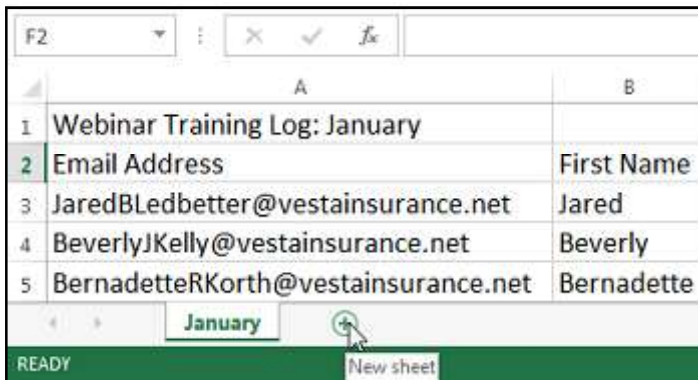 F2 fx
A B
1 Webinar Training Log: January
2 Email Address First Name
3 JaredBLedbetter@vestainsurance.net Jared
4 BeverlyJKelly@vestainsurance.net Beverly
5 BernadetteRKorth@vestainsurance.net Bernadette
January
READY New sheet